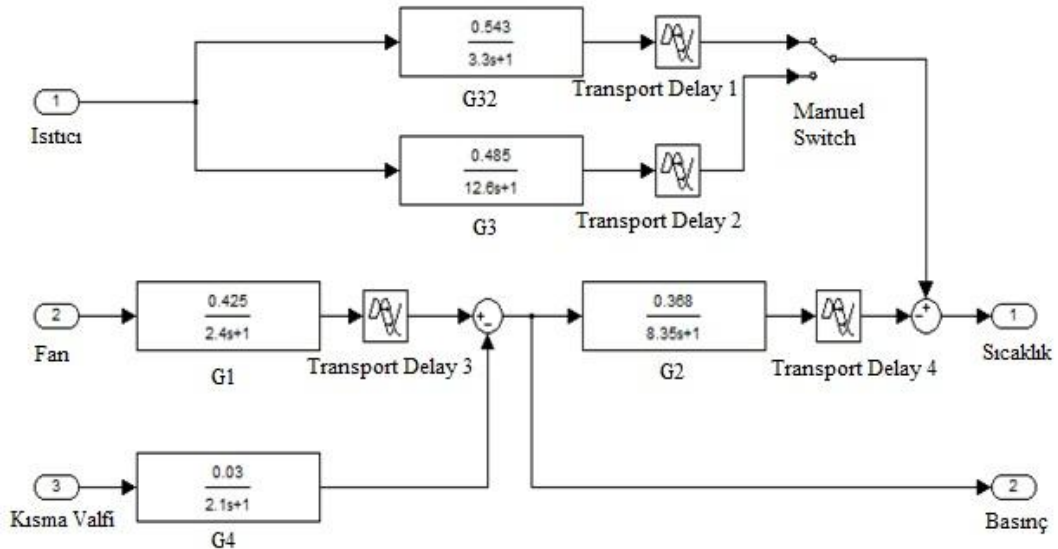 0.543
3.3s+1
G32
Transport Delay 1
1
Isıtıcı
Manuel
Switch
0.485
12.6s+1
G3
Transport Delay 2
2
Fan
0.425
2.4s+1
G1
Transport Delay 3
+
−
0.368
8.35s+1
G2
Transport Delay 4
+
−
1
Sıcaklık
3
Kısma Valfi
0.03
2.1s+1
G4
2
Basınç